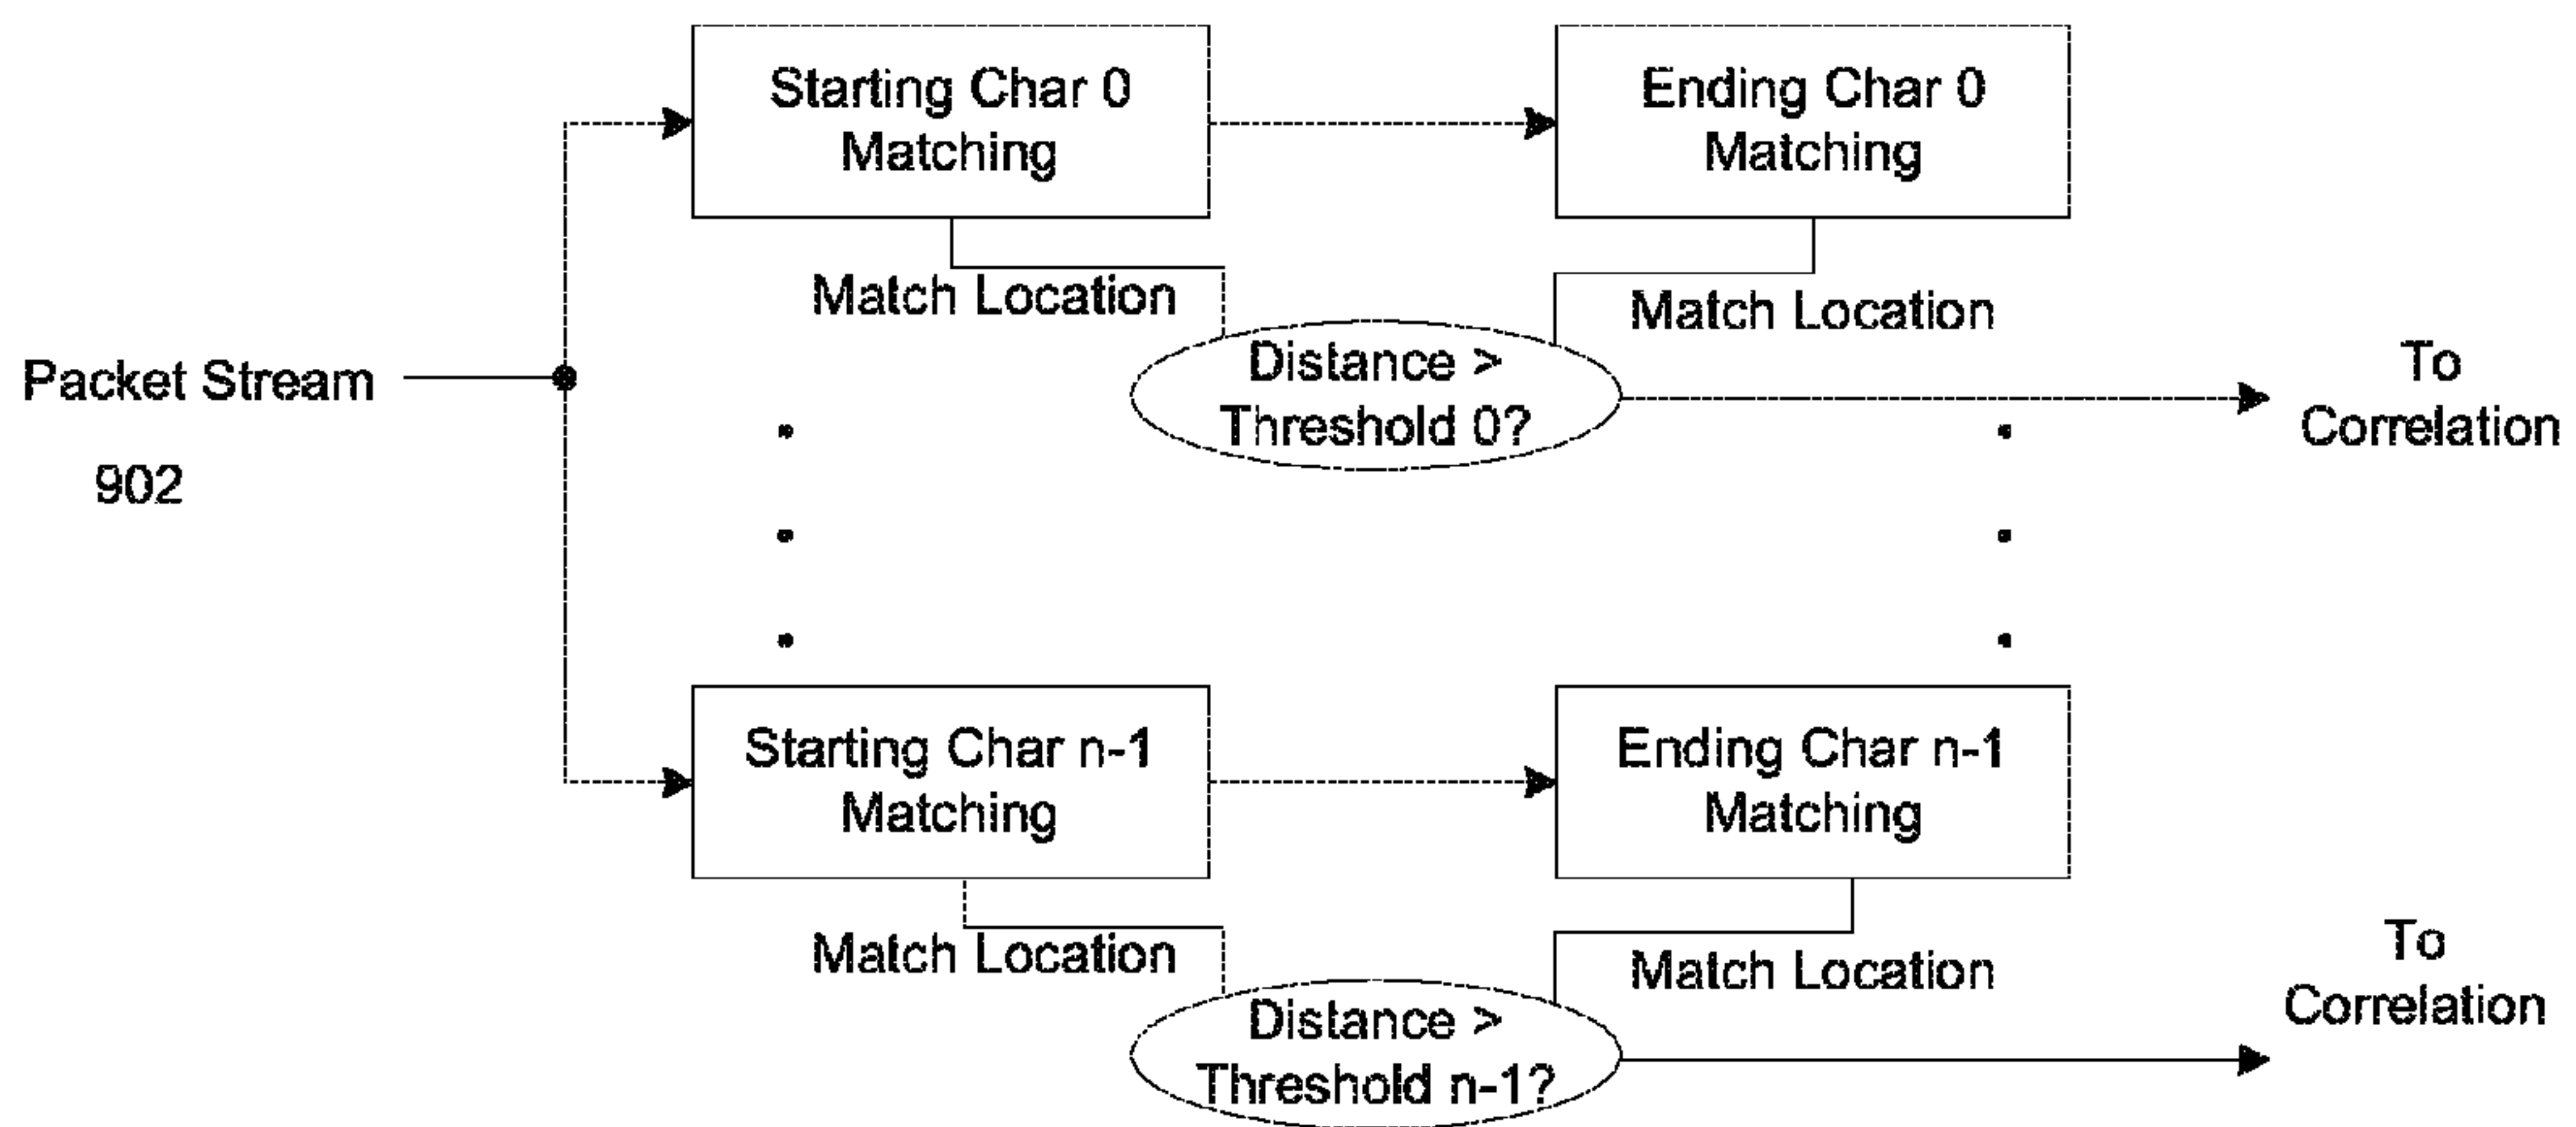 Starting Char 0
Matching
Ending Char 0
Matching
Match Location
Match Location
Packet Stream
902
Distance >
Threshold 0?
To
Correlation
Starting Char n-1
Matching
Ending Char n-1
Matching
Match Location
Match Location
Distance >
Threshold n-1?
To
Correlation